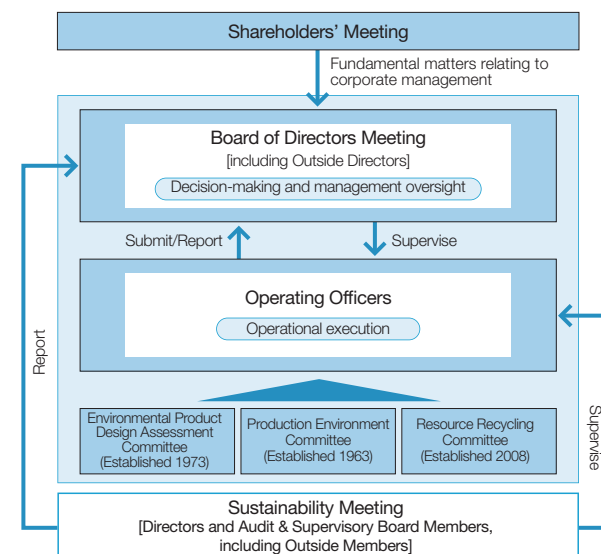 Shareholders' Meeting
Fundamental matters relating to
corporate management
Board of Directors Meeting
[including Outside Directors]
Decision-making and management oversight
Submit/Report
Supervise
Operating Officers
Operational execution
Report
Environmental Product
Design Assessment
Committee
(Established 1973)
Production Environment
Committee
(Established 1963)
Resource Recycling
Committee
(Established 2008)
Supervise
Sustainability Meeting
[Directors and Audit & Supervisory Board Members,
including Outside Members]